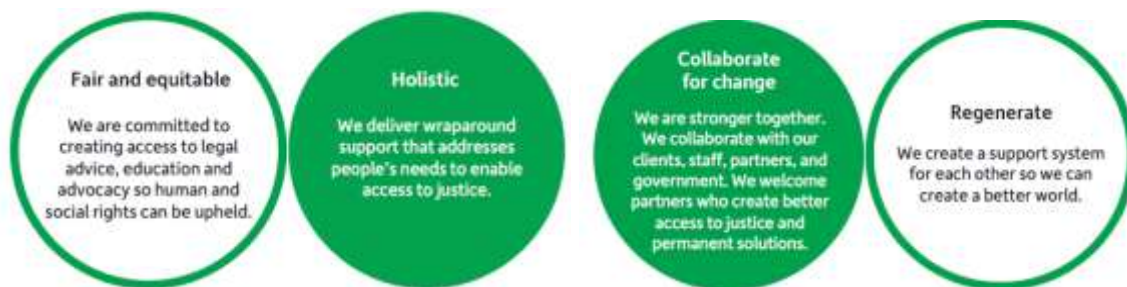 Fair and equitable
We are committed to
creating access to legal
advice, education and
advocacy so human and
social rights can be upheld.
Holistic
We deliver wraparound
support that addresses
people's needs to enable
access to justice.
Collaborate
for change
We are stronger together.
We collaborate with our
clients, staff, partners, and
government. We welcome
partners who create better
access to justice and
permanent solutions.
Regenerate
We create a support system
for each other so we can
create a better world.